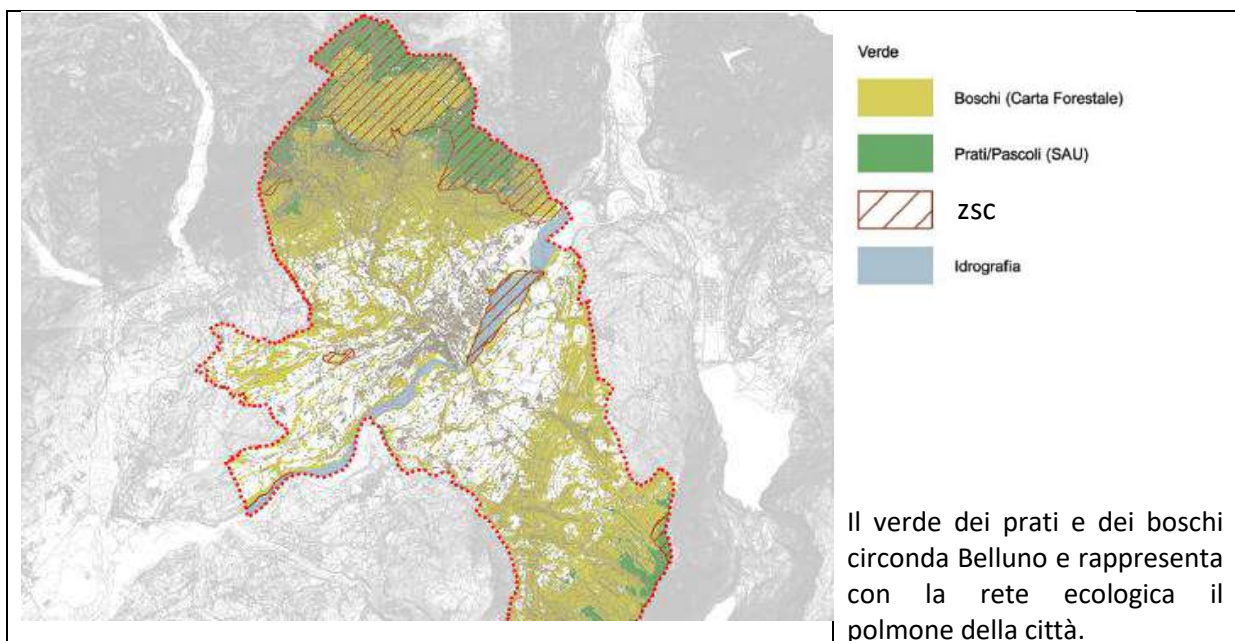 Verde
Boschi (Carta Forestale)
Prati/Pascoli (SAU)
zsc
Idrografia
Il verde dei prati e dei boschi
circonda Belluno e rappresenta
con la rete ecologica il
polmone della città.